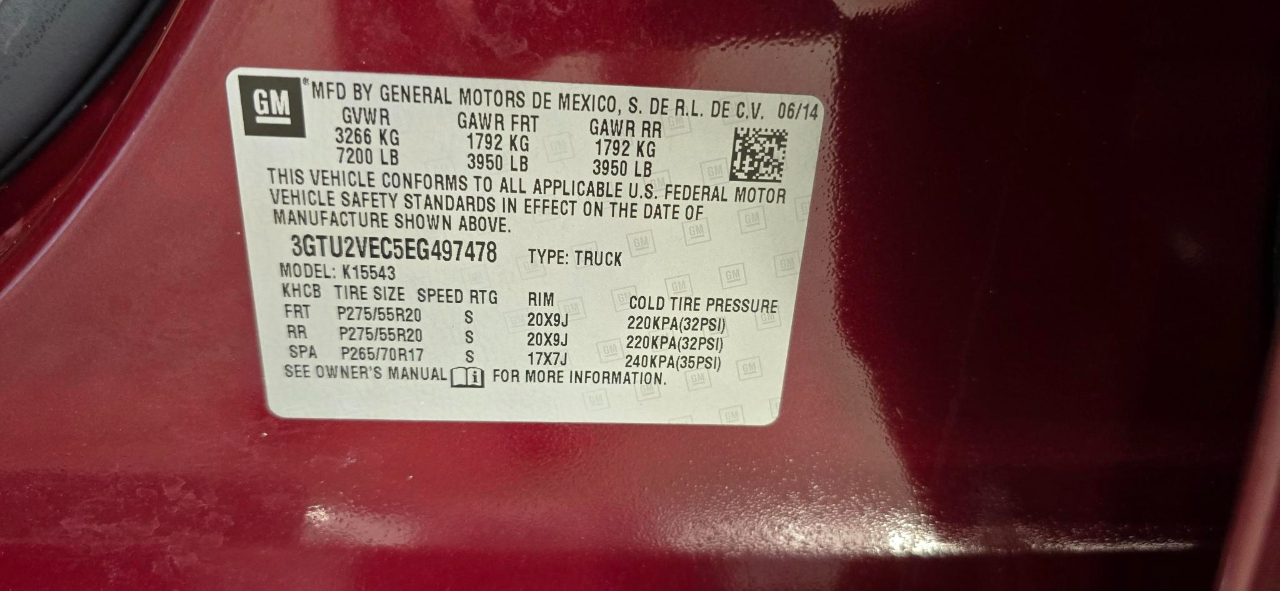 GM ® MFD BY GENERAL MOTORS DE MEXICO, S. DE R.L. DE C.V. 06/14
GVWR GAWR FRT GAWR RR
3266 KG 1792 KG 1792 KG
7200 LB 3950 LB 3950 LB
THIS VEHICLE CONFORMS TO ALL APPLICABLE U.S. FEDERAL MOTOR
VEHICLE SAFETY STANDARDS IN EFFECT ON THE DATE OF
MANUFACTURE SHOWN ABOVE.
3GTU2VEC5EG497478 TYPE: TRUCK
MODEL: K15543
KHCB TIRE SIZE SPEED RTG RIM COLD TIRE PRESSURE
FRT P275/55R20 S 20X9J 220KPA(32PSI)
RR P275/55R20 S 20X9J 220KPA(32PSI)
SPA P265/70R17 S 17X7J 240KPA(35PSI)
SEE OWNER'S MANUAL i FOR MORE INFORMATION.